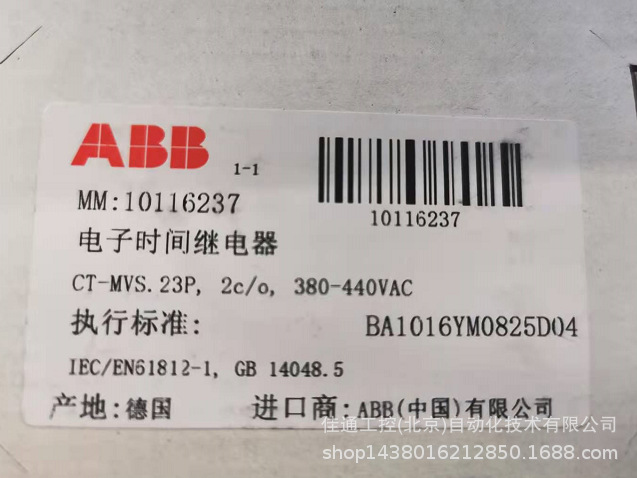 ABB
1-1
MM:10116237
10116237
电子时间继电器
CT-MVS.23P, 2c/o, 380-440VAC
执行标准: BA1016YM0825D04
IEC/EN61812-1, GB 14048.5
产地:德国 进口商:ABB(中国)有限公司
佳通工控(北京)自动化技术有限公司
shop1438016212850.1688.com